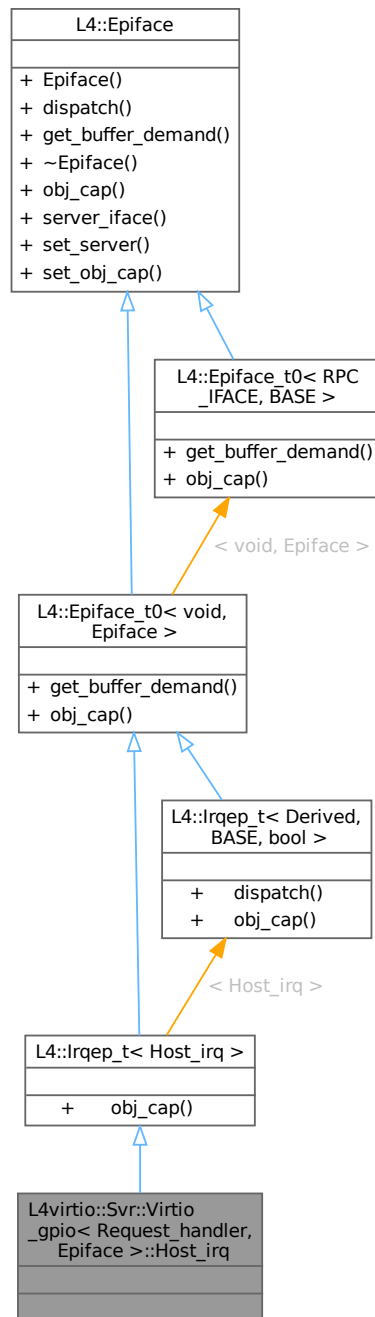 L4::Epiface
+ Epiface()
+ dispatch()
+ get_buffer_demand()
+ ~Epiface()
+ obj_cap()
+ server_iface()
+ set_server()
+ set_obj_cap()
L4::Epiface_t0< RPC
_IFACE, BASE >
+ get_buffer_demand()
+ obj_cap()
< void, Epiface >
L4::Epiface_t0< void,
Epiface >
+ get_buffer_demand()
+ obj_cap()
L4::Irqep_t< Derived,
BASE, bool >
+ dispatch()
+ obj_cap()
< Host_irq >
L4::Irqep_t< Host_irq >
+ obj_cap()
L4virtio::Svr::Virtio
_gpio< Request_handler,
Epiface >::Host_irq